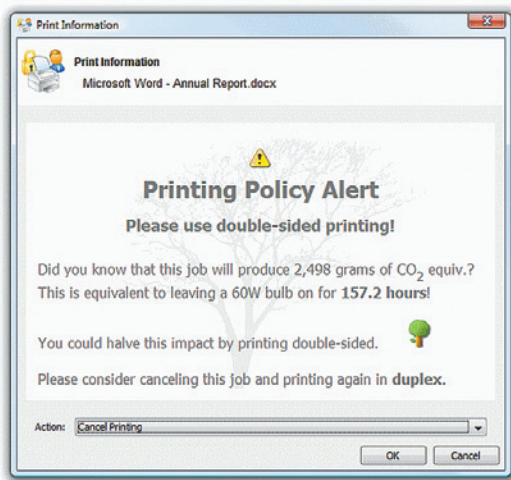 Print Information
Print Information
Microsoft Word - Annual Report.docx
Printing Policy Alert
Please use double-sided printing!
Did you know that this job will produce 2,498 grams of CO₂ equiv.?
This is equivalent to leaving a 60W bulb on for 157.2 hours!
You could halve this impact by printing double-sided.
Please consider canceling this job and printing again in duplex.
Action: Cancel Printing
OK Cancel